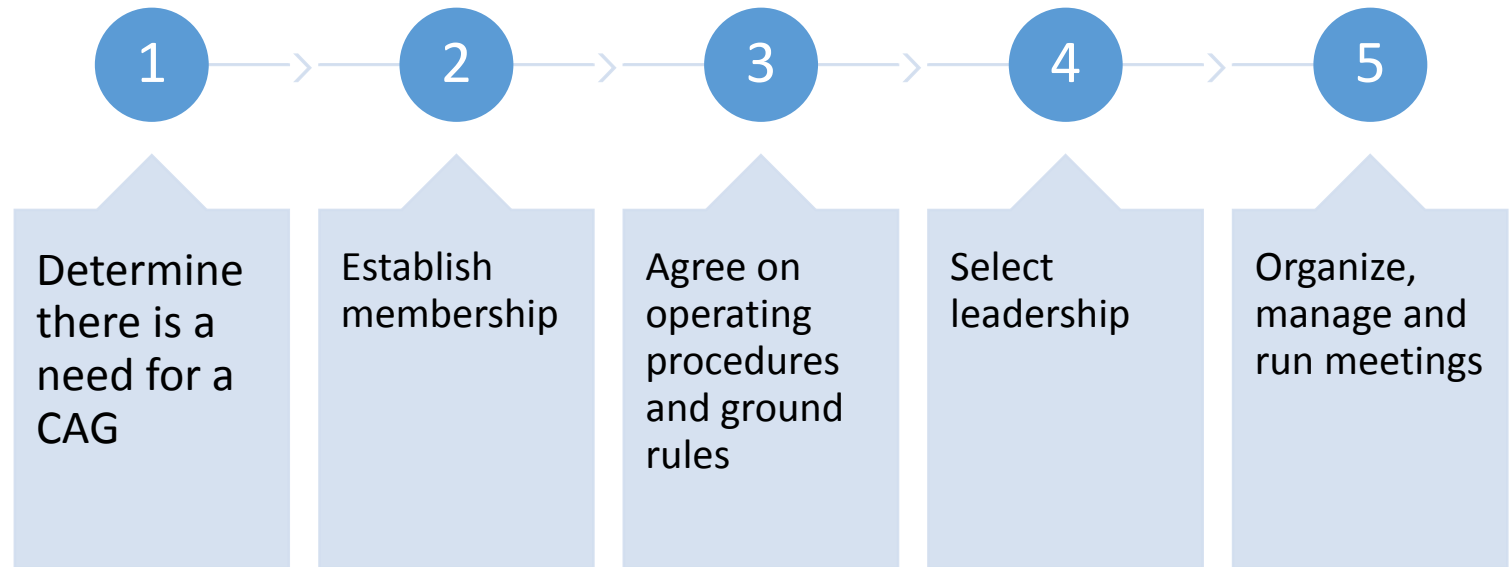 1
2
3
4
5
Determine
there is a
need for a
CAG
Establish
membership
Agree on
operating
procedures
and ground
rules
Select
leadership
Organize,
manage and
run meetings